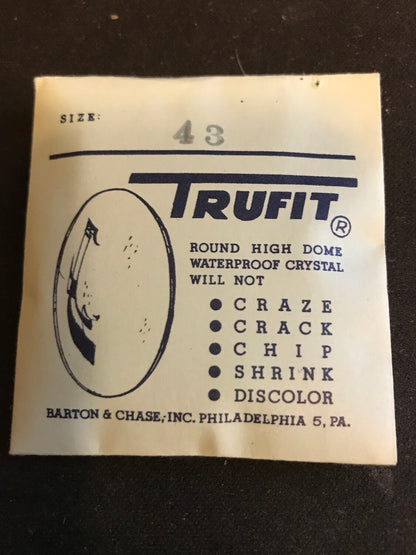 SIZE: 43
TRUFIT ®
ROUND HIGH DOME
WATERPROOF CRYSTAL
WILL NOT
● CRAZE
● CRACK
● CHIP
● SHRINK
● DISCOLOR
BARTON & CHASE, INC. PHILADELPHIA 5, PA.